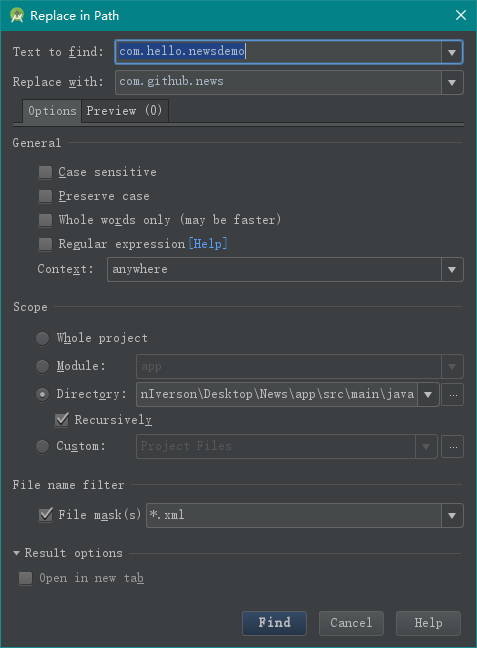 Replace in Path
Text to find: com.hello.newsdemo
Replace with: com.github.news
Options Preview (0)
General
Case sensitive
Preserve case
Whole words only (may be faster)
Regular expression[Help]
Context: anywhere
Scope
Whole project
Module: app
Directory: nIverson\Desktop\News\app\src\main\java ...
Recursively
Custom: Project Files ...
File name filter
File mask(s) *.xml
Result options
Open in new tab
Find Cancel Help